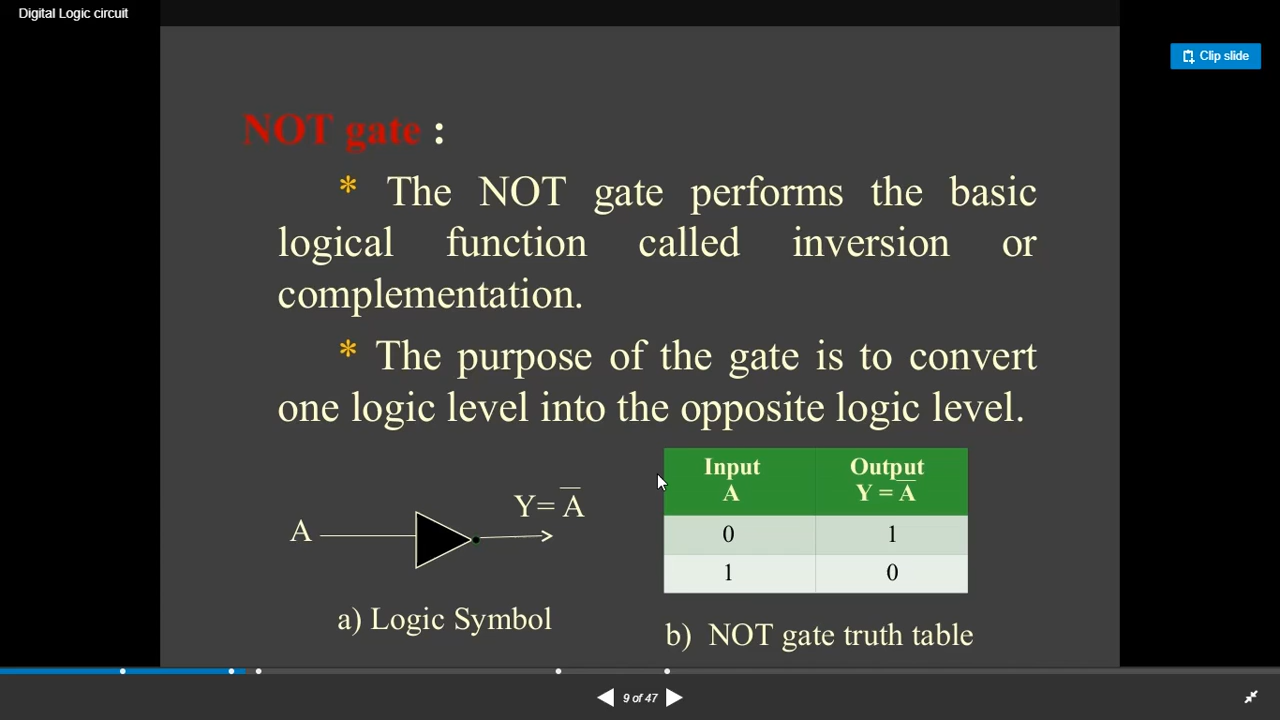 Digital Logic circuit
Clip slide
NOT gate :
* The NOT gate performs the basic
logical function called inversion or
complementation.
* The purpose of the gate is to convert
one logic level into the opposite logic level.
A
Y= A̅
a) Logic Symbol
Input Output
A Y = A̅
0 1
1 0
b) NOT gate truth table
9 of 47